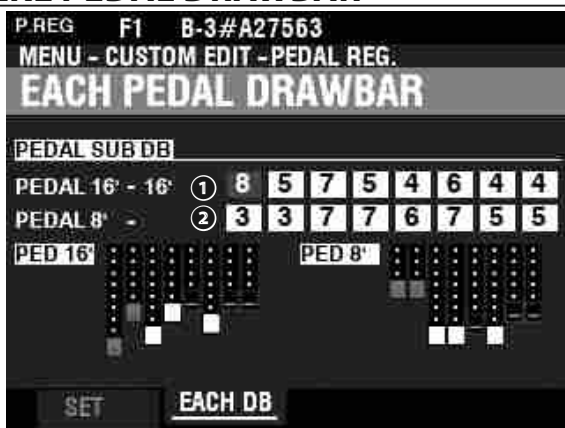 P.REG F1 B-3#A27563
MENU - CUSTOM EDIT -PEDAL REG.
EACH PEDAL DRAWBAR
PEDAL SUB DB
PEDAL 16' - 16' ① 8 5 7 5 4 6 4 4
PEDAL 8' - ② 3 3 7 7 6 7 5 5
PED 16' PED 8'
SET EACH DB